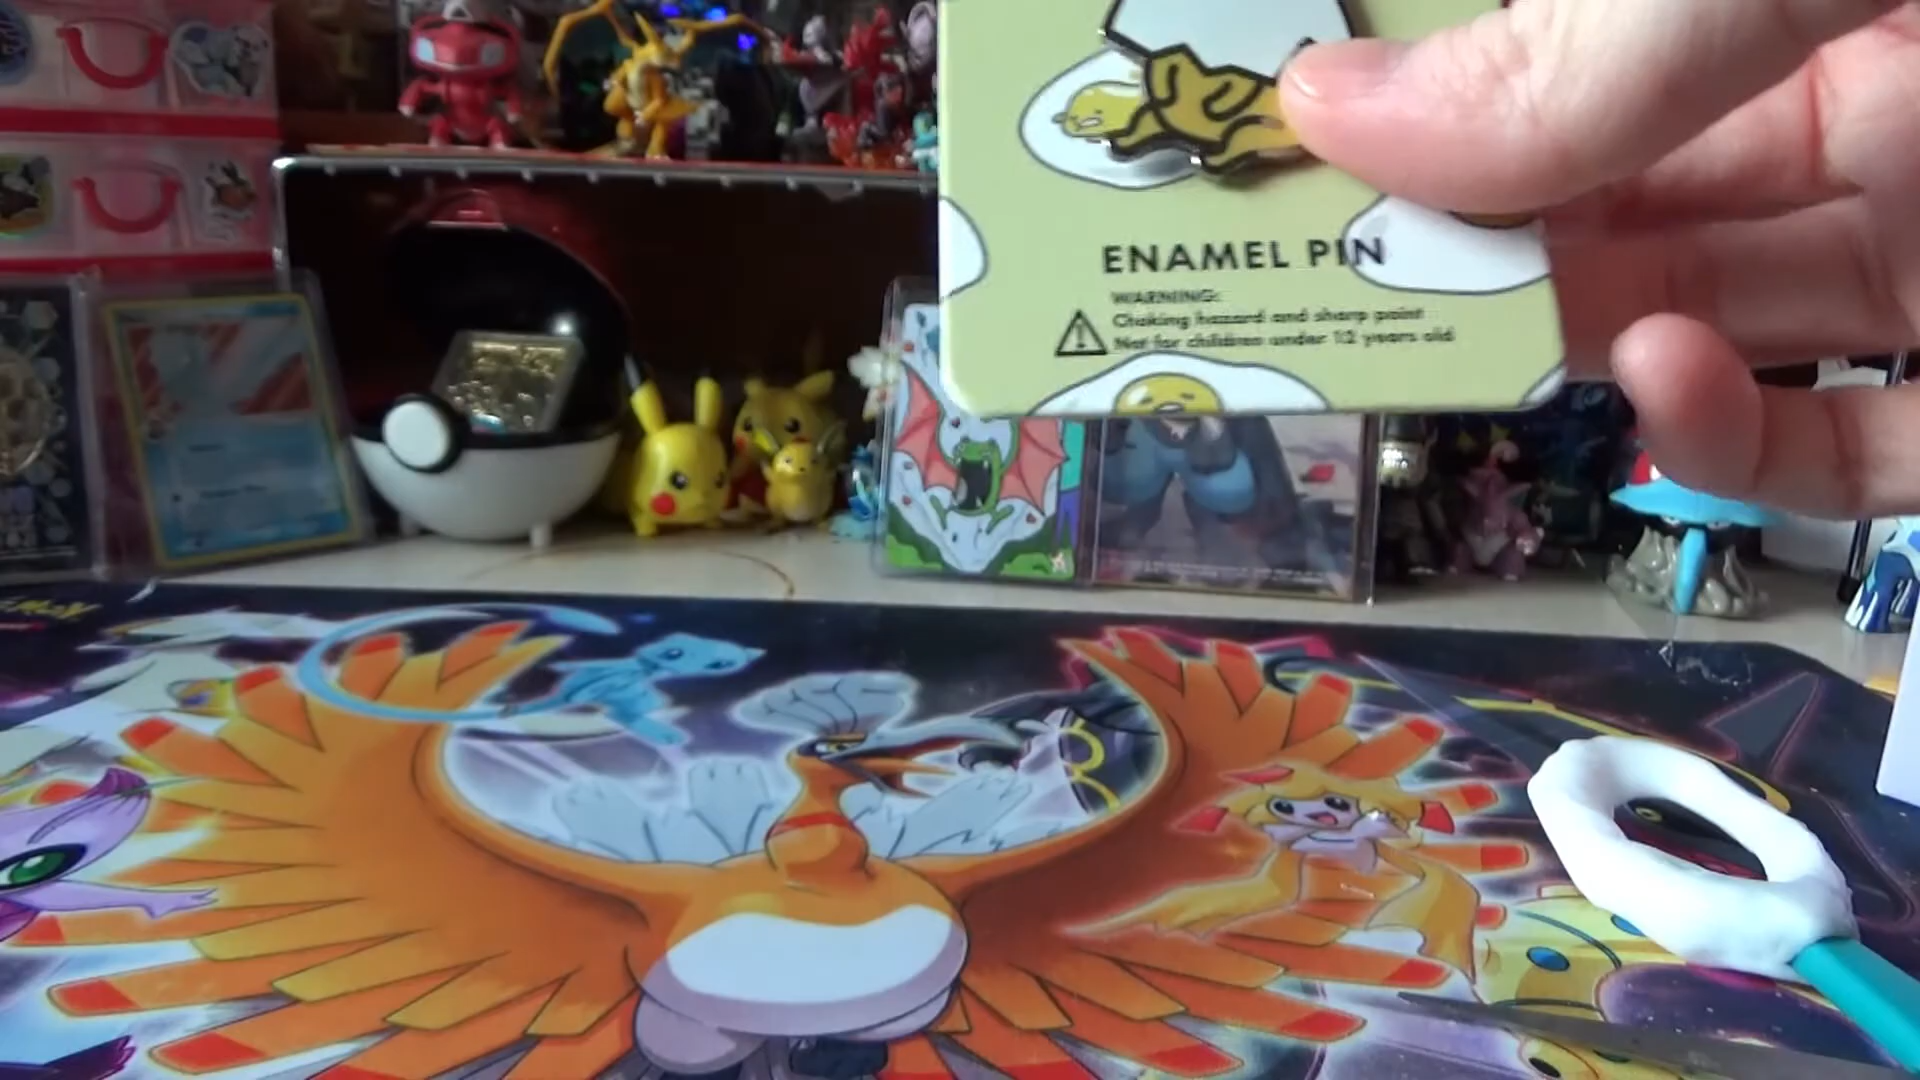 ENAMEL PIN
WARNING:
Choking hazard and sharp point
Not for children under 12 years old